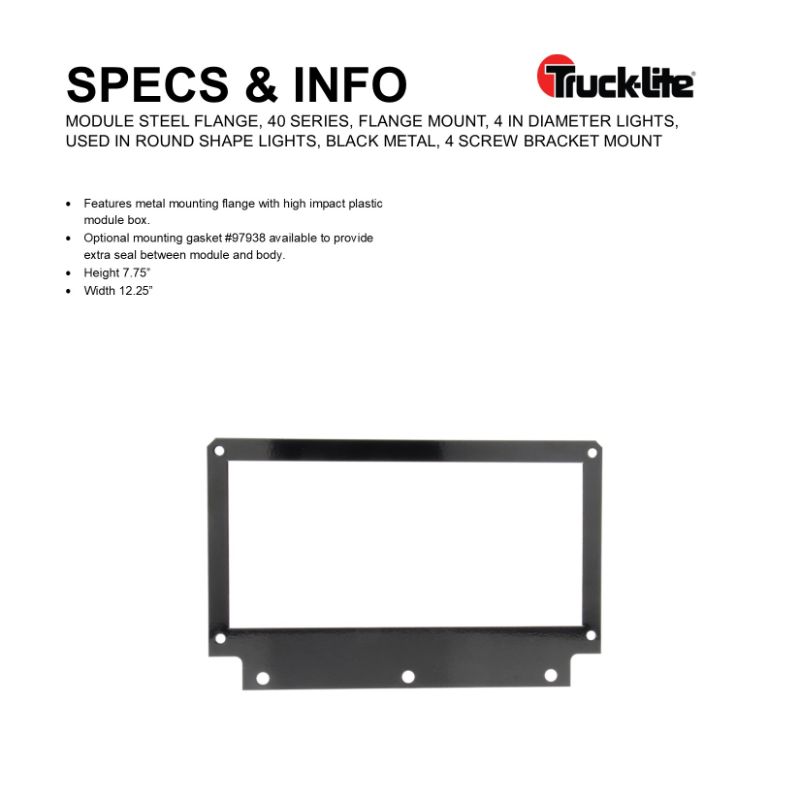 SPECS & INFO
Truck-Lite®
MODULE STEEL FLANGE, 40 SERIES, FLANGE MOUNT, 4 IN DIAMETER LIGHTS,
USED IN ROUND SHAPE LIGHTS, BLACK METAL, 4 SCREW BRACKET MOUNT
• Features metal mounting flange with high impact plastic
module box.
• Optional mounting gasket #97938 available to provide
extra seal between module and body.
• Height 7.75”
• Width 12.25”